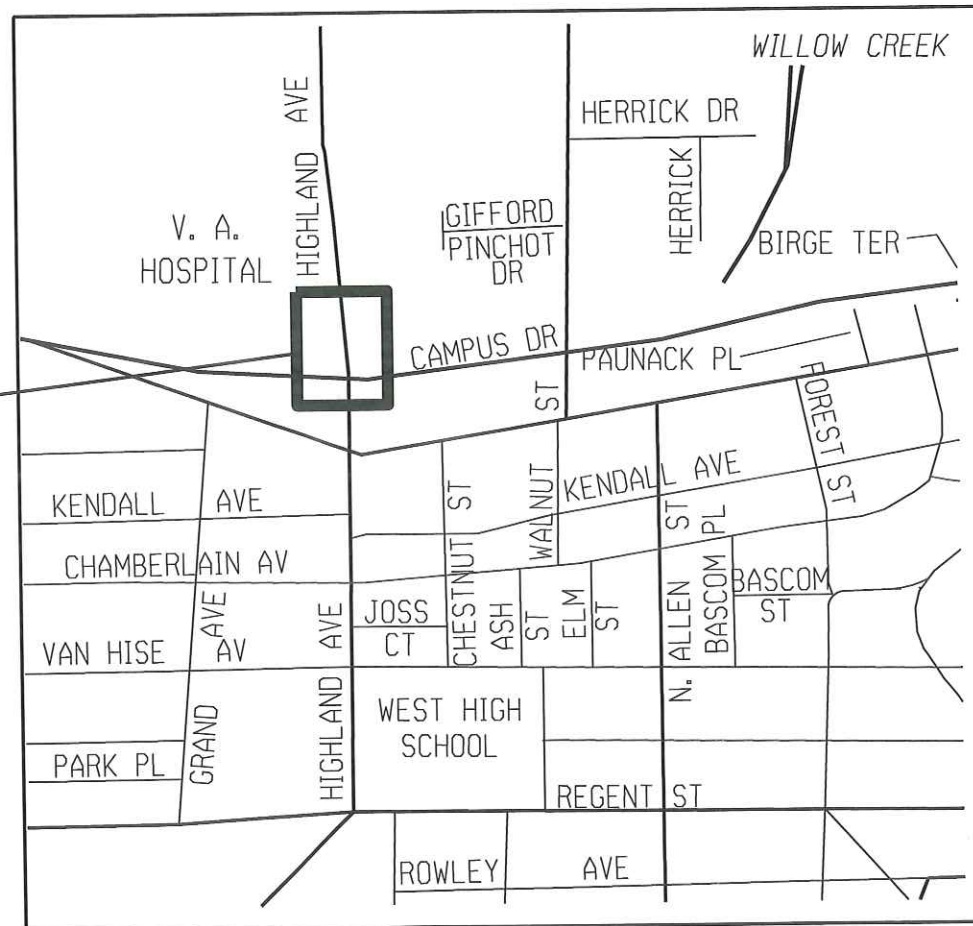 WILLOW CREEK
HIGHLAND AVE
HERRICK DR
HERRICK
V. A.
HOSPITAL
GIFFORD
PINCHOT
DR
BIRGE TER
CAMPUS DR
PAUNACK PL
WALNUT ST
FOREST ST
KENDALL AVE
KENDALL AVE
CHESTNUT ST
CHAMBERLAIN AV
N. ALLEN ST
BASCOM PL
BASCOM
ST
JOSS
CT
ASH ST
ELM ST
VAN HISE AV
GRAND AVE
HIGHLAND AVE
WEST HIGH
SCHOOL
PARK PL
REGENT ST
ROWLEY AVE